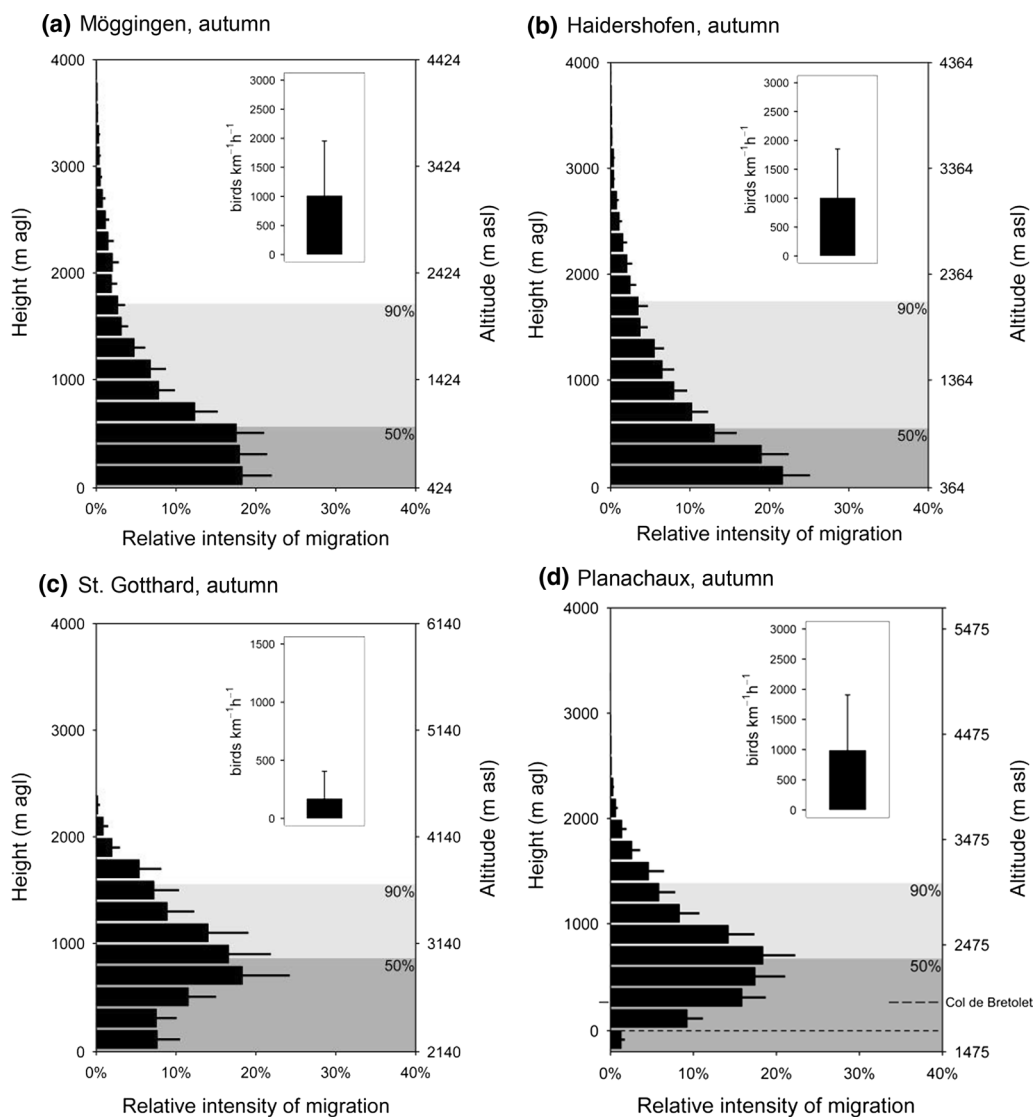 (a) Möggingen, autumn
4000
3000
2000
1000
0
Height (m agl)
4424
3424
2424
1424
424
Altitude (m asl)
90%
50%
0% 10% 20% 30% 40%
Relative intensity of migration
3000
2500
2000
1500
1000
500
0
birds km⁻¹h⁻¹
(b) Haidershofen, autumn
4000
3000
2000
1000
0
Height (m agl)
4364
3364
2364
1364
364
Altitude (m asl)
90%
50%
0% 10% 20% 30% 40%
Relative intensity of migration
3000
2500
2000
1500
1000
500
0
birds km⁻¹h⁻¹
(c) St. Gotthard, autumn
4000
3000
2000
1000
0
Height (m agl)
6140
5140
4140
3140
2140
Altitude (m asl)
90%
50%
0% 10% 20% 30% 40%
Relative intensity of migration
1500
1000
500
0
birds km⁻¹h⁻¹
(d) Planachaux, autumn
4000
3000
2000
1000
0
Height (m agl)
5475
4475
3475
2475
1475
Altitude (m asl)
90%
50%
Col de Bretolet
0% 10% 20% 30% 40%
Relative intensity of migration
3000
2500
2000
1500
1000
500
0
birds km⁻¹h⁻¹